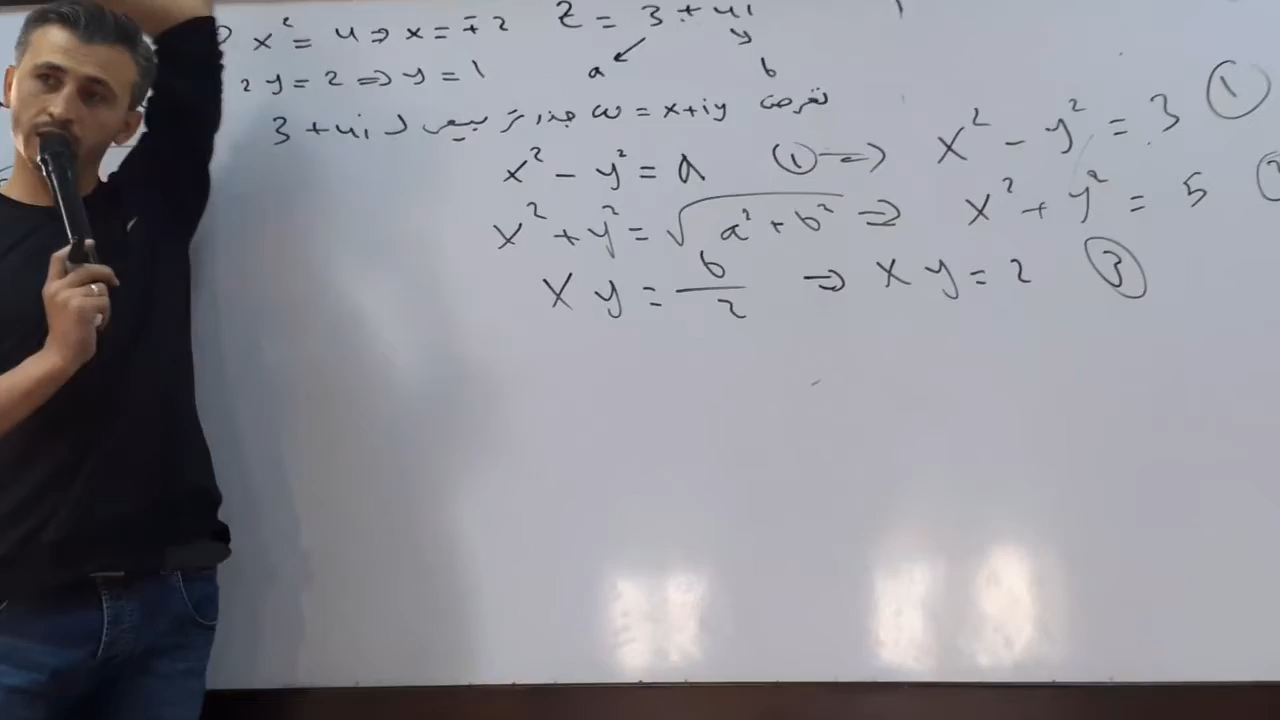 x² = 4 ⇒ x = ∓2
Z = 3 + 4i
2y = 2 ⇒ y = 1
a
b
نفرض ω = x+iy جذر تربيعي لـ 3+4i
x² - y² = a ① → x² - y² = 3 ①
x² + y² = √(a² + b²) ⇒ x² + y² = 5
xy = b/2 ⇒ xy = 2 ③